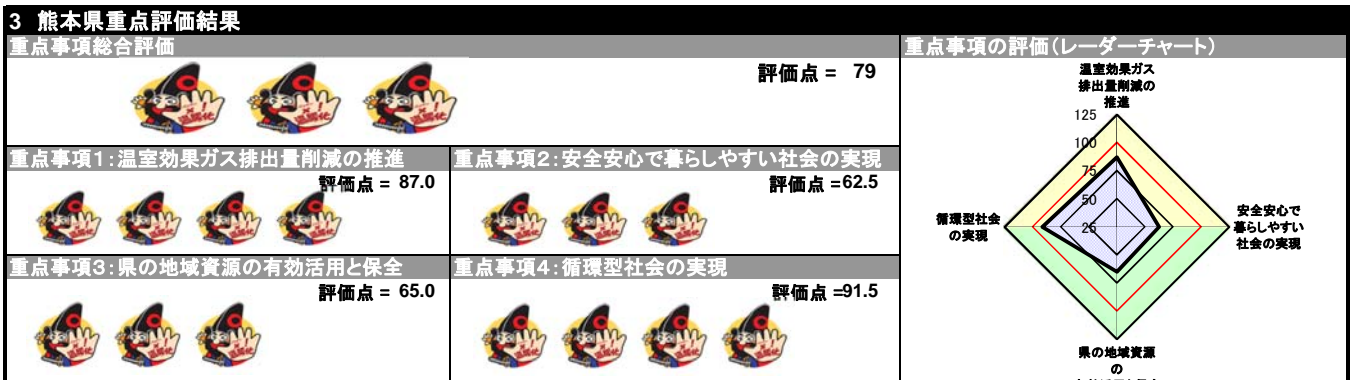 3 熊本県重点評価結果
重点事項総合評価
評価点 = 79
重点事項1:温室効果ガス排出量削減の推進
評価点 = 87.0
重点事項2:安全安心で暮らしやすい社会の実現
評価点 =62.5
重点事項3:県の地域資源の有効活用と保全
評価点 = 65.0
重点事項4:循環型社会の実現
評価点 =91.5
重点事項の評価(レーダーチャート)
温室効果ガス
排出量削減の
推進
125
100
75
50
25
循環型社会
の実現
安全安心で
暮らしやすい
社会の実現
県の地域資源
の